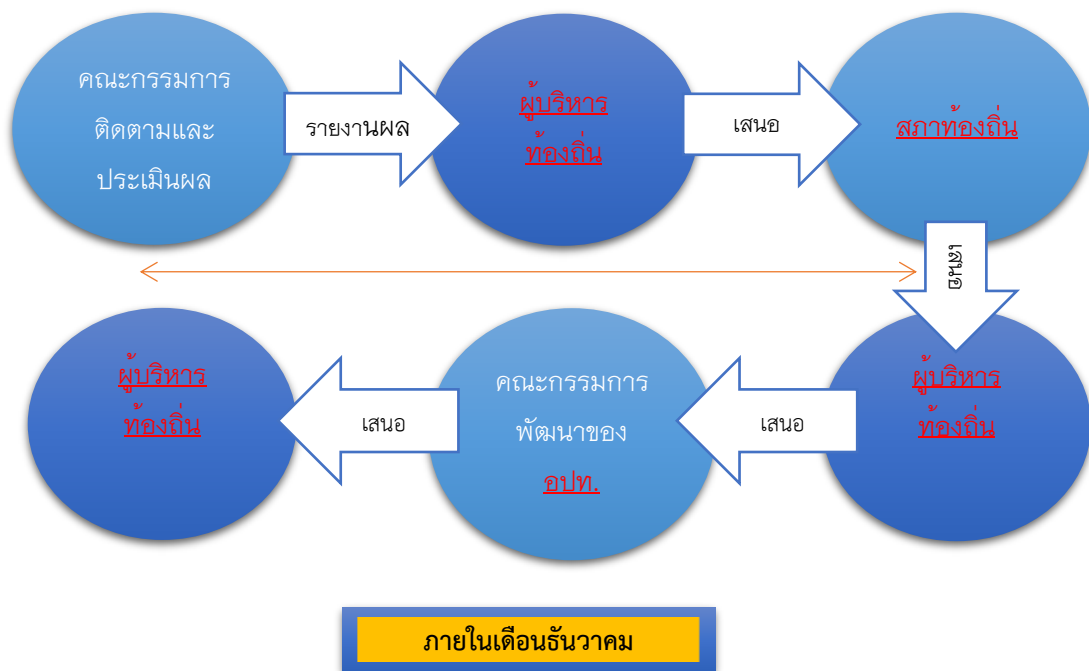 คณะกรรมการ
ติดตามและ
ประเมินผล
รายงานผล
ผู้บริหาร
ท้องถิ่น
เสนอ
สภาท้องถิ่น
เสนอ
ผู้บริหาร
ท้องถิ่น
เสนอ
คณะกรรมการ
พัฒนาของ
อปท.
เสนอ
ผู้บริหาร
ท้องถิ่น
ภายในเดือนธันวาคม